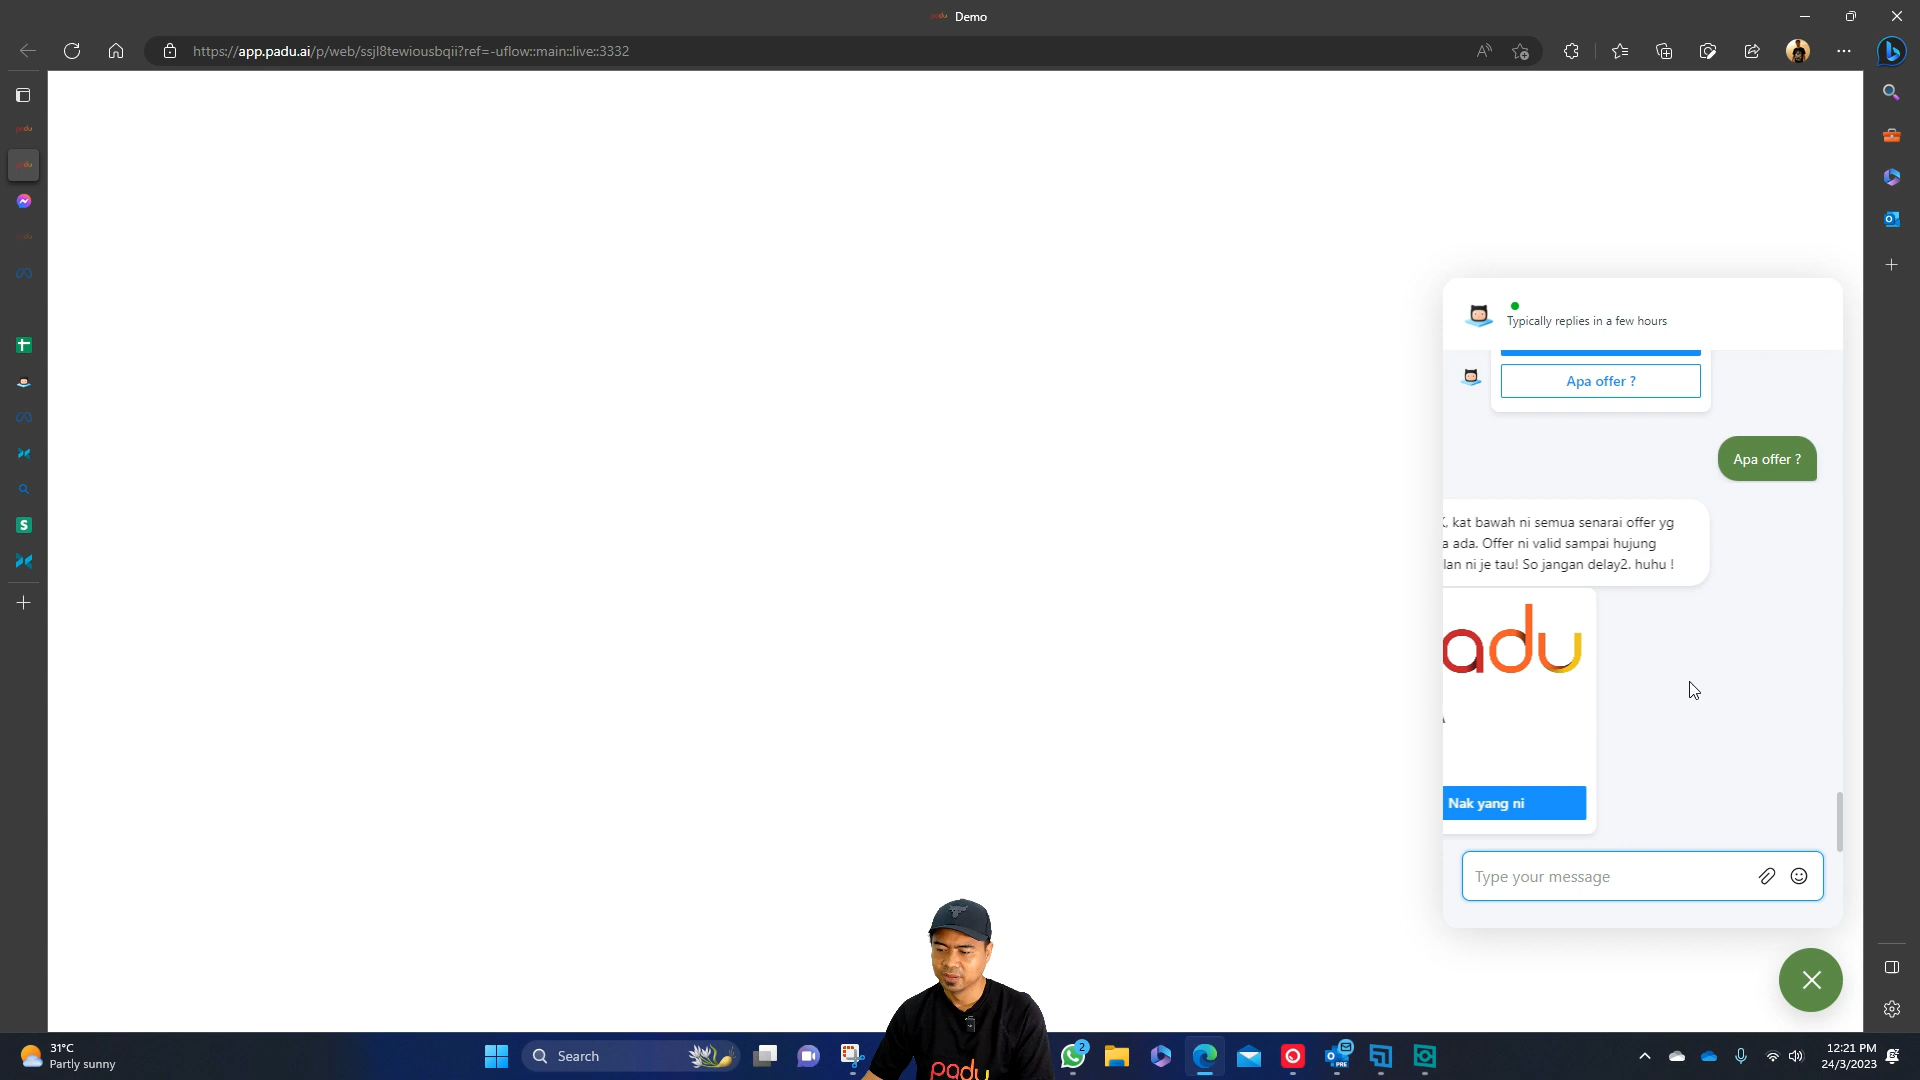 Demo
https://app.padu.ai/p/web/ssjl8tewiousbqii?ref=-uflow::main::live::3332
Typically replies in a few hours
Apa offer ?
Apa offer ?
, kat bawah ni semua senarai offer yg
a ada. Offer ni valid sampai hujung
lan ni je tau! So jangan delay2. huhu !
adu
Nak yang ni
Type your message
padu
31°C
Partly sunny
Search
2
PRE
12:21 PM
24/3/2023